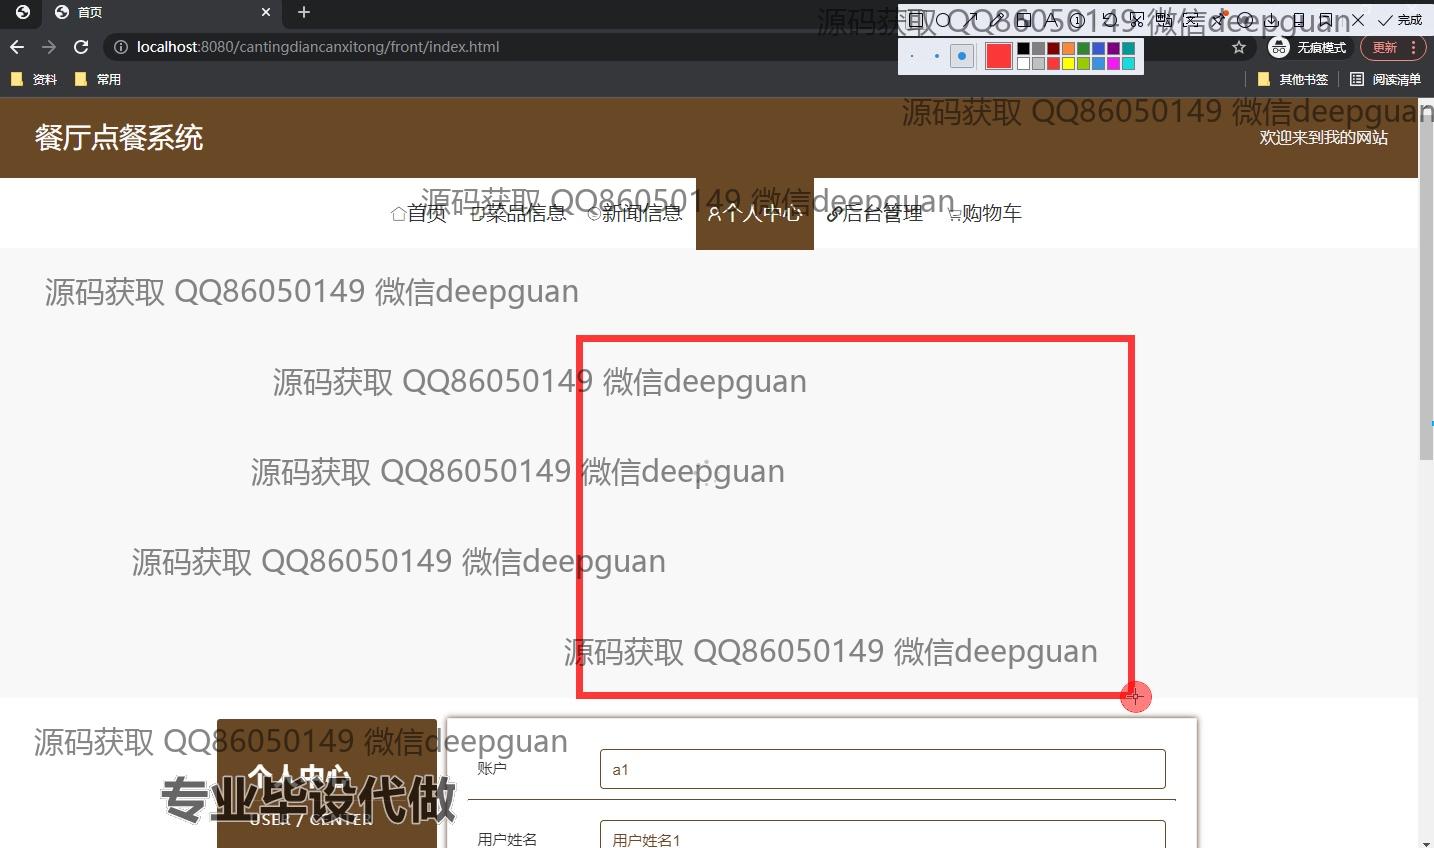 首页
完成
localhost:8080/cantingdiancanxitong/front/index.html
无痕模式
更新
资料
常用
其他书签
阅读清单
源码获取 QQ86050149 微信deepguan
源码获取 QQ86050149 微信deepguan
餐厅点餐系统
欢迎来到我的网站
源码获取 QQ86050149 微信deepguan
首页
菜品信息
新闻信息
个人中心
后台管理
购物车
源码获取 QQ86050149 微信deepguan
源码获取 QQ86050149 微信deepguan
源码获取 QQ86050149 微信deepguan
源码获取 QQ86050149 微信deepguan
源码获取 QQ86050149 微信deepguan
源码获取 QQ86050149 微信deepguan
个人中心
USER / CENTER
专业毕设代做
账户
a1
用户姓名
用户姓名1